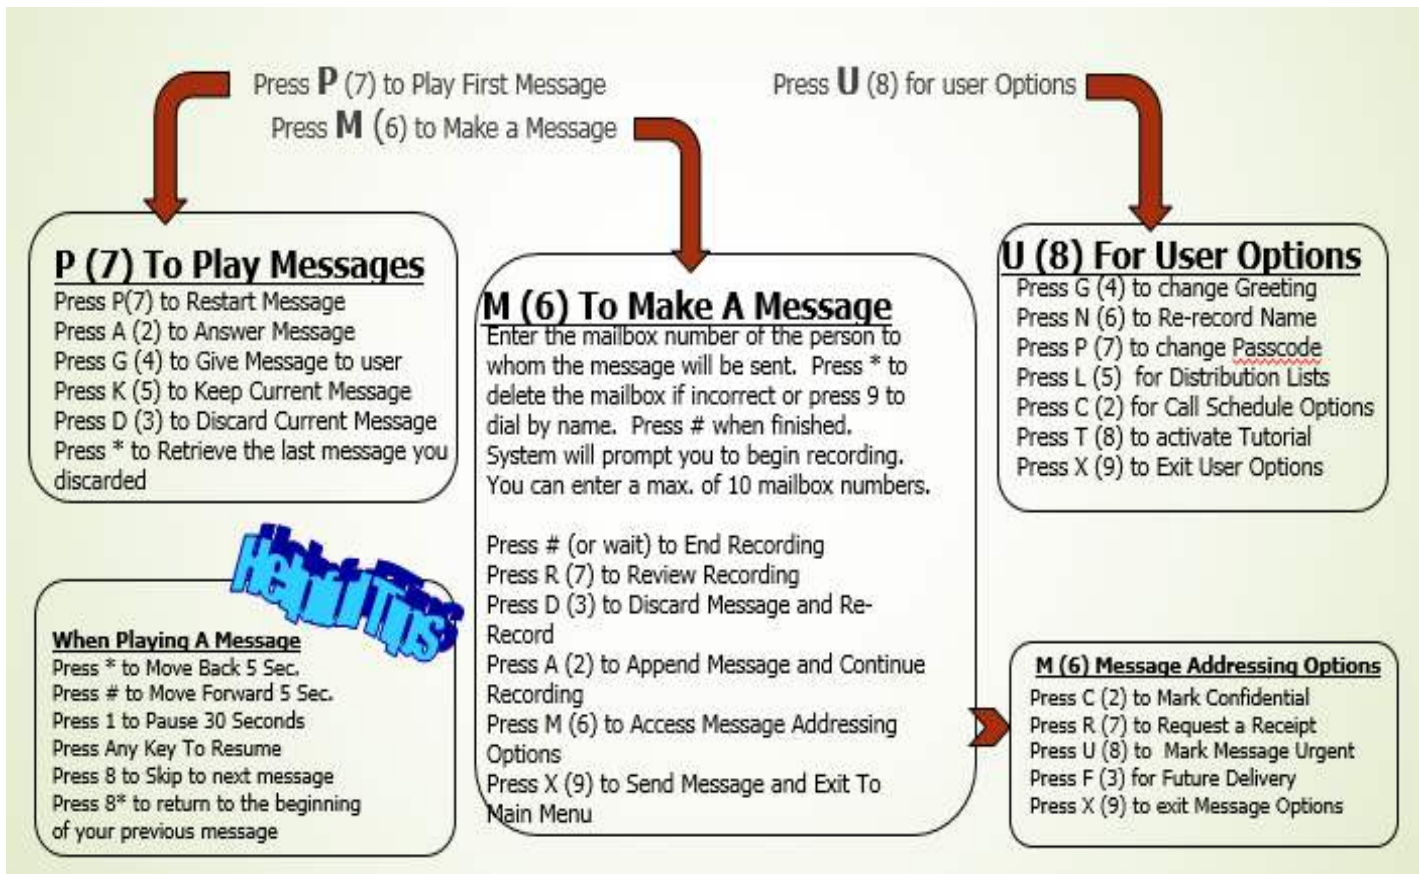 Press P (7) to Play First Message
Press M (6) to Make a Message
Press U (8) for user Options
P (7) To Play Messages
Press P(7) to Restart Message
Press A (2) to Answer Message
Press G (4) to Give Message to user
Press K (5) to Keep Current Message
Press D (3) to Discard Current Message
Press * to Retrieve the last message you
discarded
Helpful Tips
When Playing A Message
Press * to Move Back 5 Sec.
Press # to Move Forward 5 Sec.
Press 1 to Pause 30 Seconds
Press Any Key To Resume
Press 8 to Skip to next message
Press 8* to return to the beginning
of your previous message
M (6) To Make A Message
Enter the mailbox number of the person to
whom the message will be sent.  Press * to
delete the mailbox if incorrect or press 9 to
dial by name.  Press # when finished.
System will prompt you to begin recording.
You can enter a max. of 10 mailbox numbers.
Press # (or wait) to End Recording
Press R (7) to Review Recording
Press D (3) to Discard Message and Re-
Record
Press A (2) to Append Message and Continue
Recording
Press M (6) to Access Message Addressing
Options
Press X (9) to Send Message and Exit To
Main Menu
U (8) For User Options
Press G (4) to change Greeting
Press N (6) to Re-record Name
Press P (7) to change Passcode
Press L (5)  for Distribution Lists
Press C (2) for Call Schedule Options
Press T (8) to activate Tutorial
Press X (9) to Exit User Options
M (6) Message Addressing Options
Press C (2) to Mark Confidential
Press R (7) to Request a Receipt
Press U (8) to  Mark Message Urgent
Press F (3) for Future Delivery
Press X (9) to exit Message Options